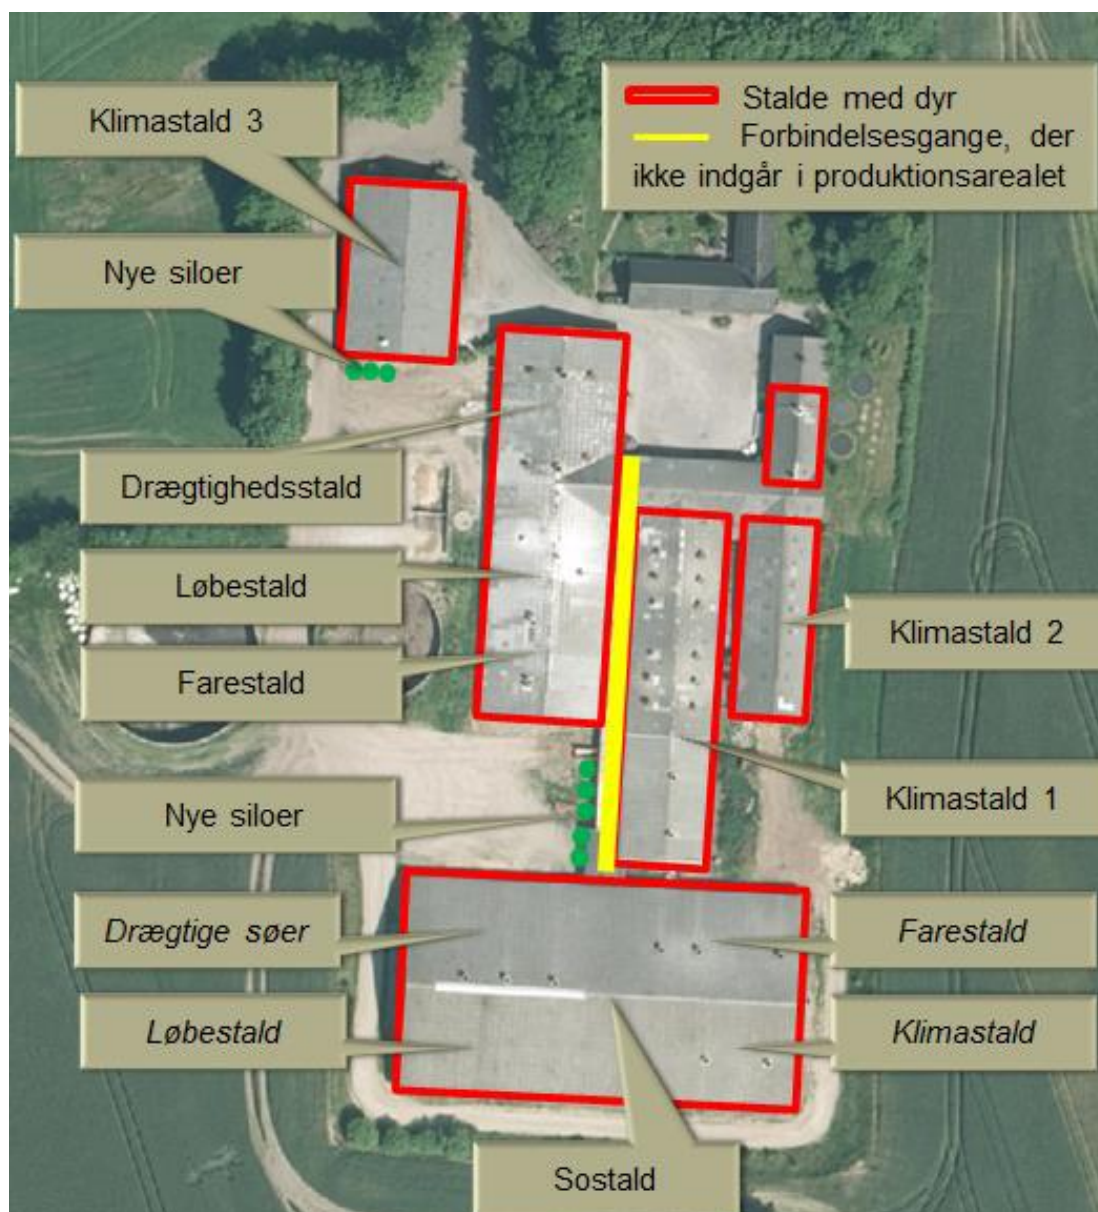 Klimastald 3
Stalde med dyr
Forbindelsesgange, der
ikke indgår i produktionsarealet
Nye siloer
Drægtighedsstald
Løbestald
Klimastald 2
Farestald
Nye siloer
Klimastald 1
Drægtige søer
Farestald
Løbestald
Klimastald
Sostald